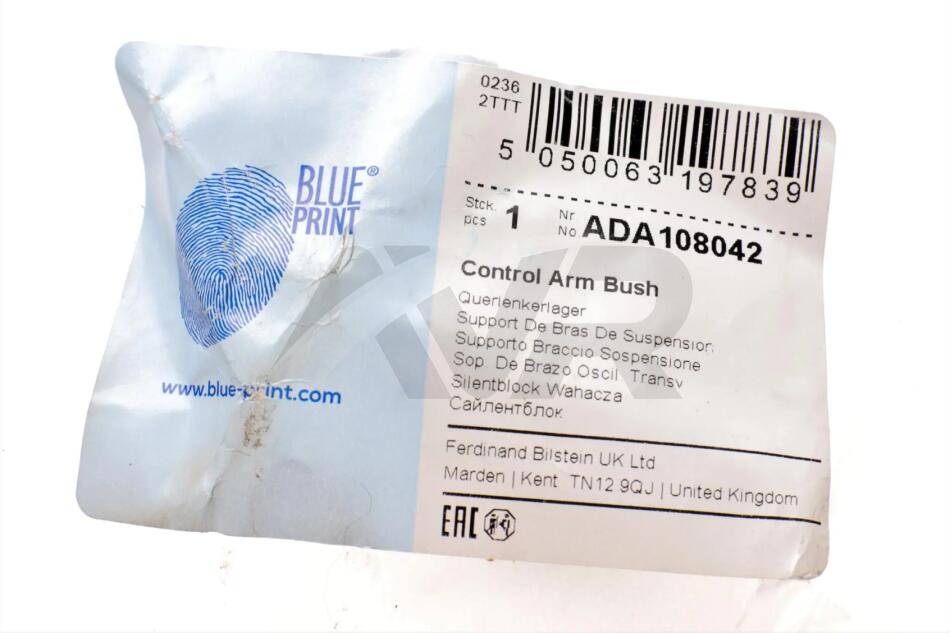 BLUE®
PRINT
www.blue-print.com
0236
2TTT
5 050063 197839
Stck.
pcs
1
Nr
No.
ADA108042
Control Arm Bush
Querlenkerlager
Support De Bras De Suspension
Supporto Braccio Sospensione
Sop. De Brazo Oscil. Transv
Silentblock Wahacza
Сайлентблок
Ferdinand Bilstein UK Ltd
Marden | Kent TN12 9QJ | United Kingdom
EAC